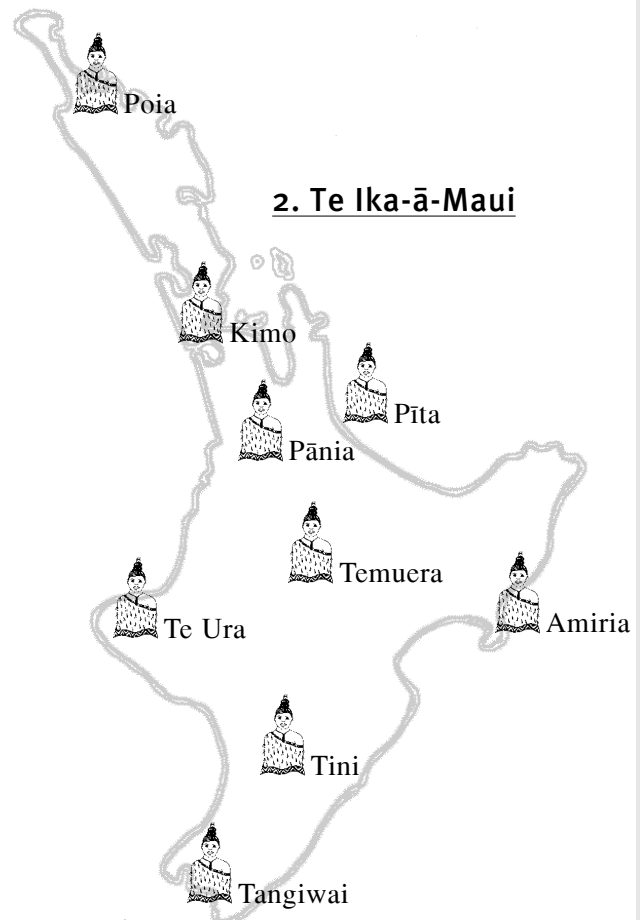 Poia
2. Te Ika-ā-Maui
Kimo
Pīta
Pānia
Temuera
Te Ura
Amiria
Tini
Tangiwai